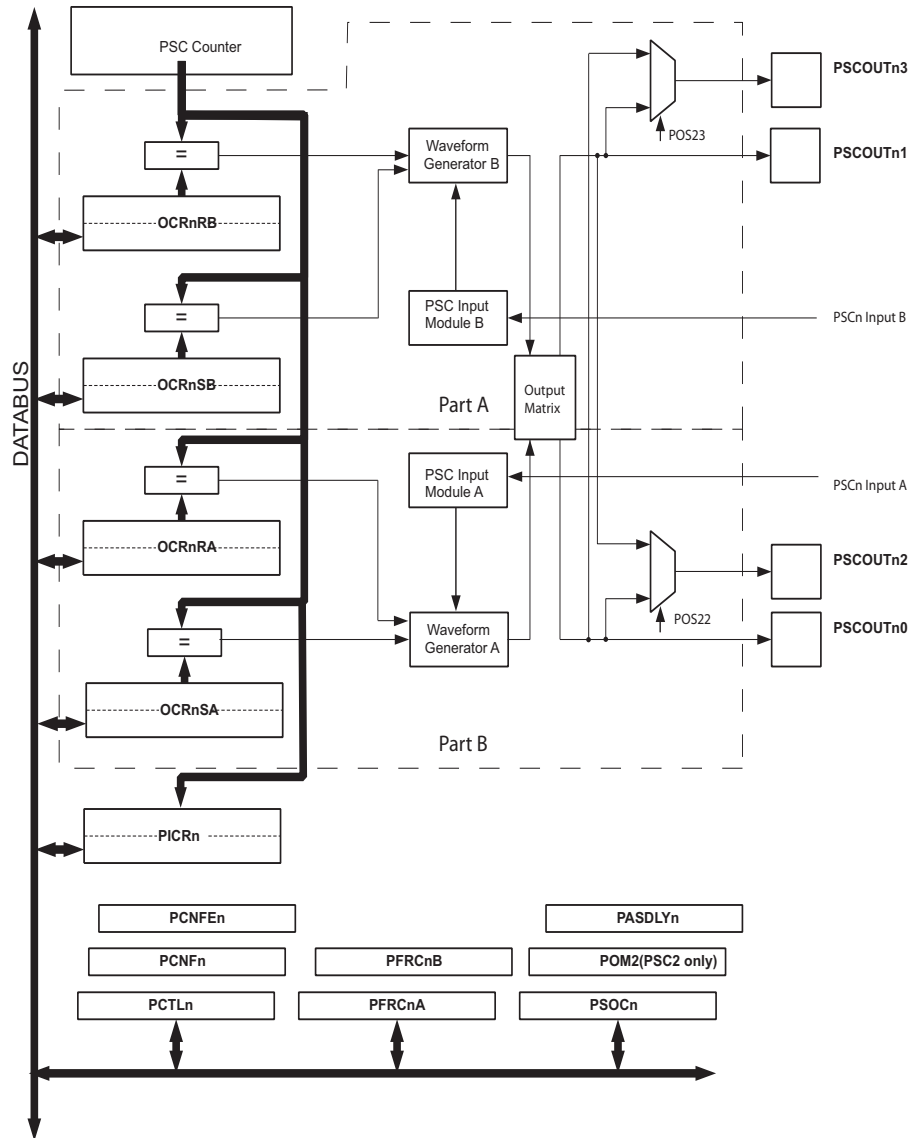 PSC Counter
PSCOUTn3
POS23
=
Waveform
Generator B
PSCOUTn1
OCRnRB
=
PSC Input
Module B
PSCn Input B
OCRnSB
DATABUS
Part A
Output
Matrix
=
PSC Input
Module A
PSCn Input A
OCRnRA
PSCOUTn2
POS22
=
Waveform
Generator A
PSCOUTn0
OCRnSA
Part B
PICRn
PCNFEn
PASDLYn
PCNFn
PFRCnB
POM2(PSC2 only)
PCTLn
PFRCnA
PSOCn